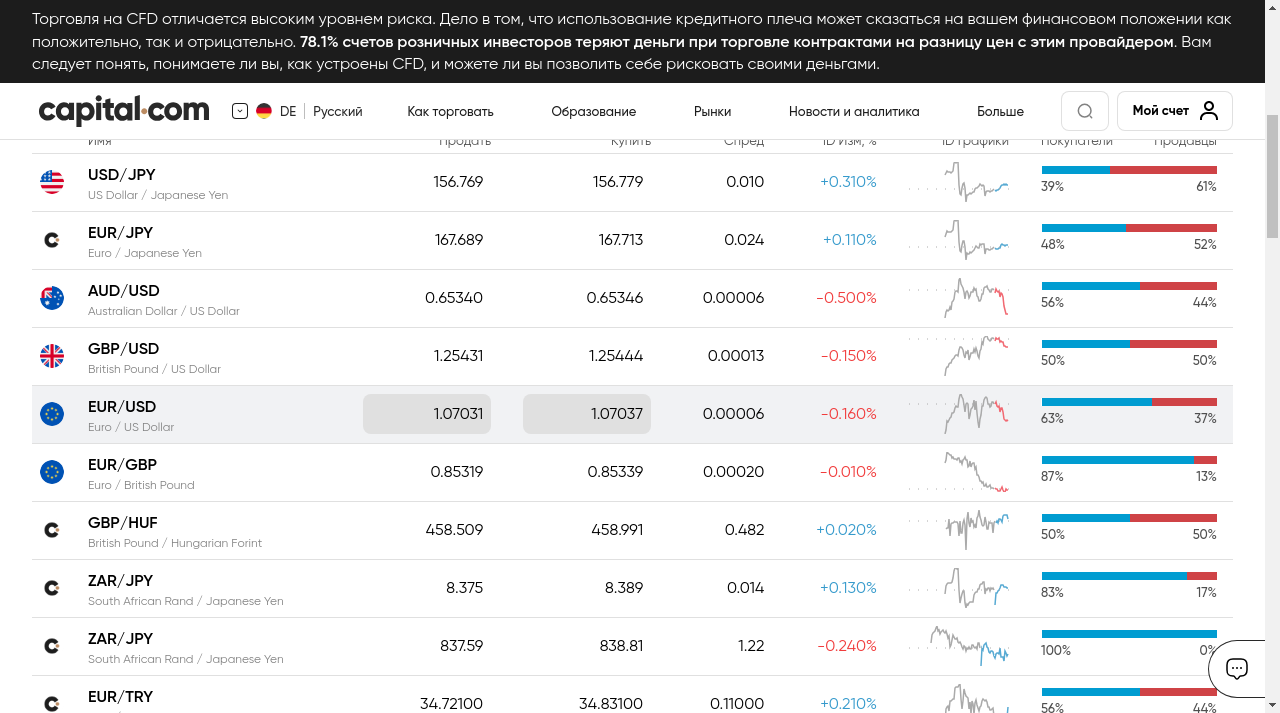 Торговля на CFD отличается высоким уровнем риска. Дело в том, что использование кредитного плеча может сказаться на вашем финансовом положении как
положительно, так и отрицательно. 78.1% счетов розничных инвесторов теряют деньги при торговле контрактами на разницу цен с этим провайдером. Вам
следует понять, понимаете ли вы, как устроены CFD, и можете ли вы позволить себе рисковать своими деньгами.
capital.com DE Русский Как торговать Образование Рынки Новости и аналитика Больше Мой счет
Имя Продать Купить Спред 1D Изм, % 1D Графики Покупатели Продавцы
USD/JPY 156.769 156.779 0.010 +0.310%
US Dollar / Japanese Yen 39% 61%
EUR/JPY 167.689 167.713 0.024 +0.110%
Euro / Japanese Yen 48% 52%
AUD/USD 0.65340 0.65346 0.00006 -0.500%
Australian Dollar / US Dollar 56% 44%
GBP/USD 1.25431 1.25444 0.00013 -0.150%
British Pound / US Dollar 50% 50%
EUR/USD 1.07031 1.07037 0.00006 -0.160%
Euro / US Dollar 63% 37%
EUR/GBP 0.85319 0.85339 0.00020 -0.010%
Euro / British Pound 87% 13%
GBP/HUF 458.509 458.991 0.482 +0.020%
British Pound / Hungarian Forint 50% 50%
ZAR/JPY 8.375 8.389 0.014 +0.130%
South African Rand / Japanese Yen 83% 17%
ZAR/JPY 837.59 838.81 1.22 -0.240%
South African Rand / Japanese Yen 100% 0%
EUR/TRY 34.72100 34.83100 0.11000 +0.210%
56% 44%